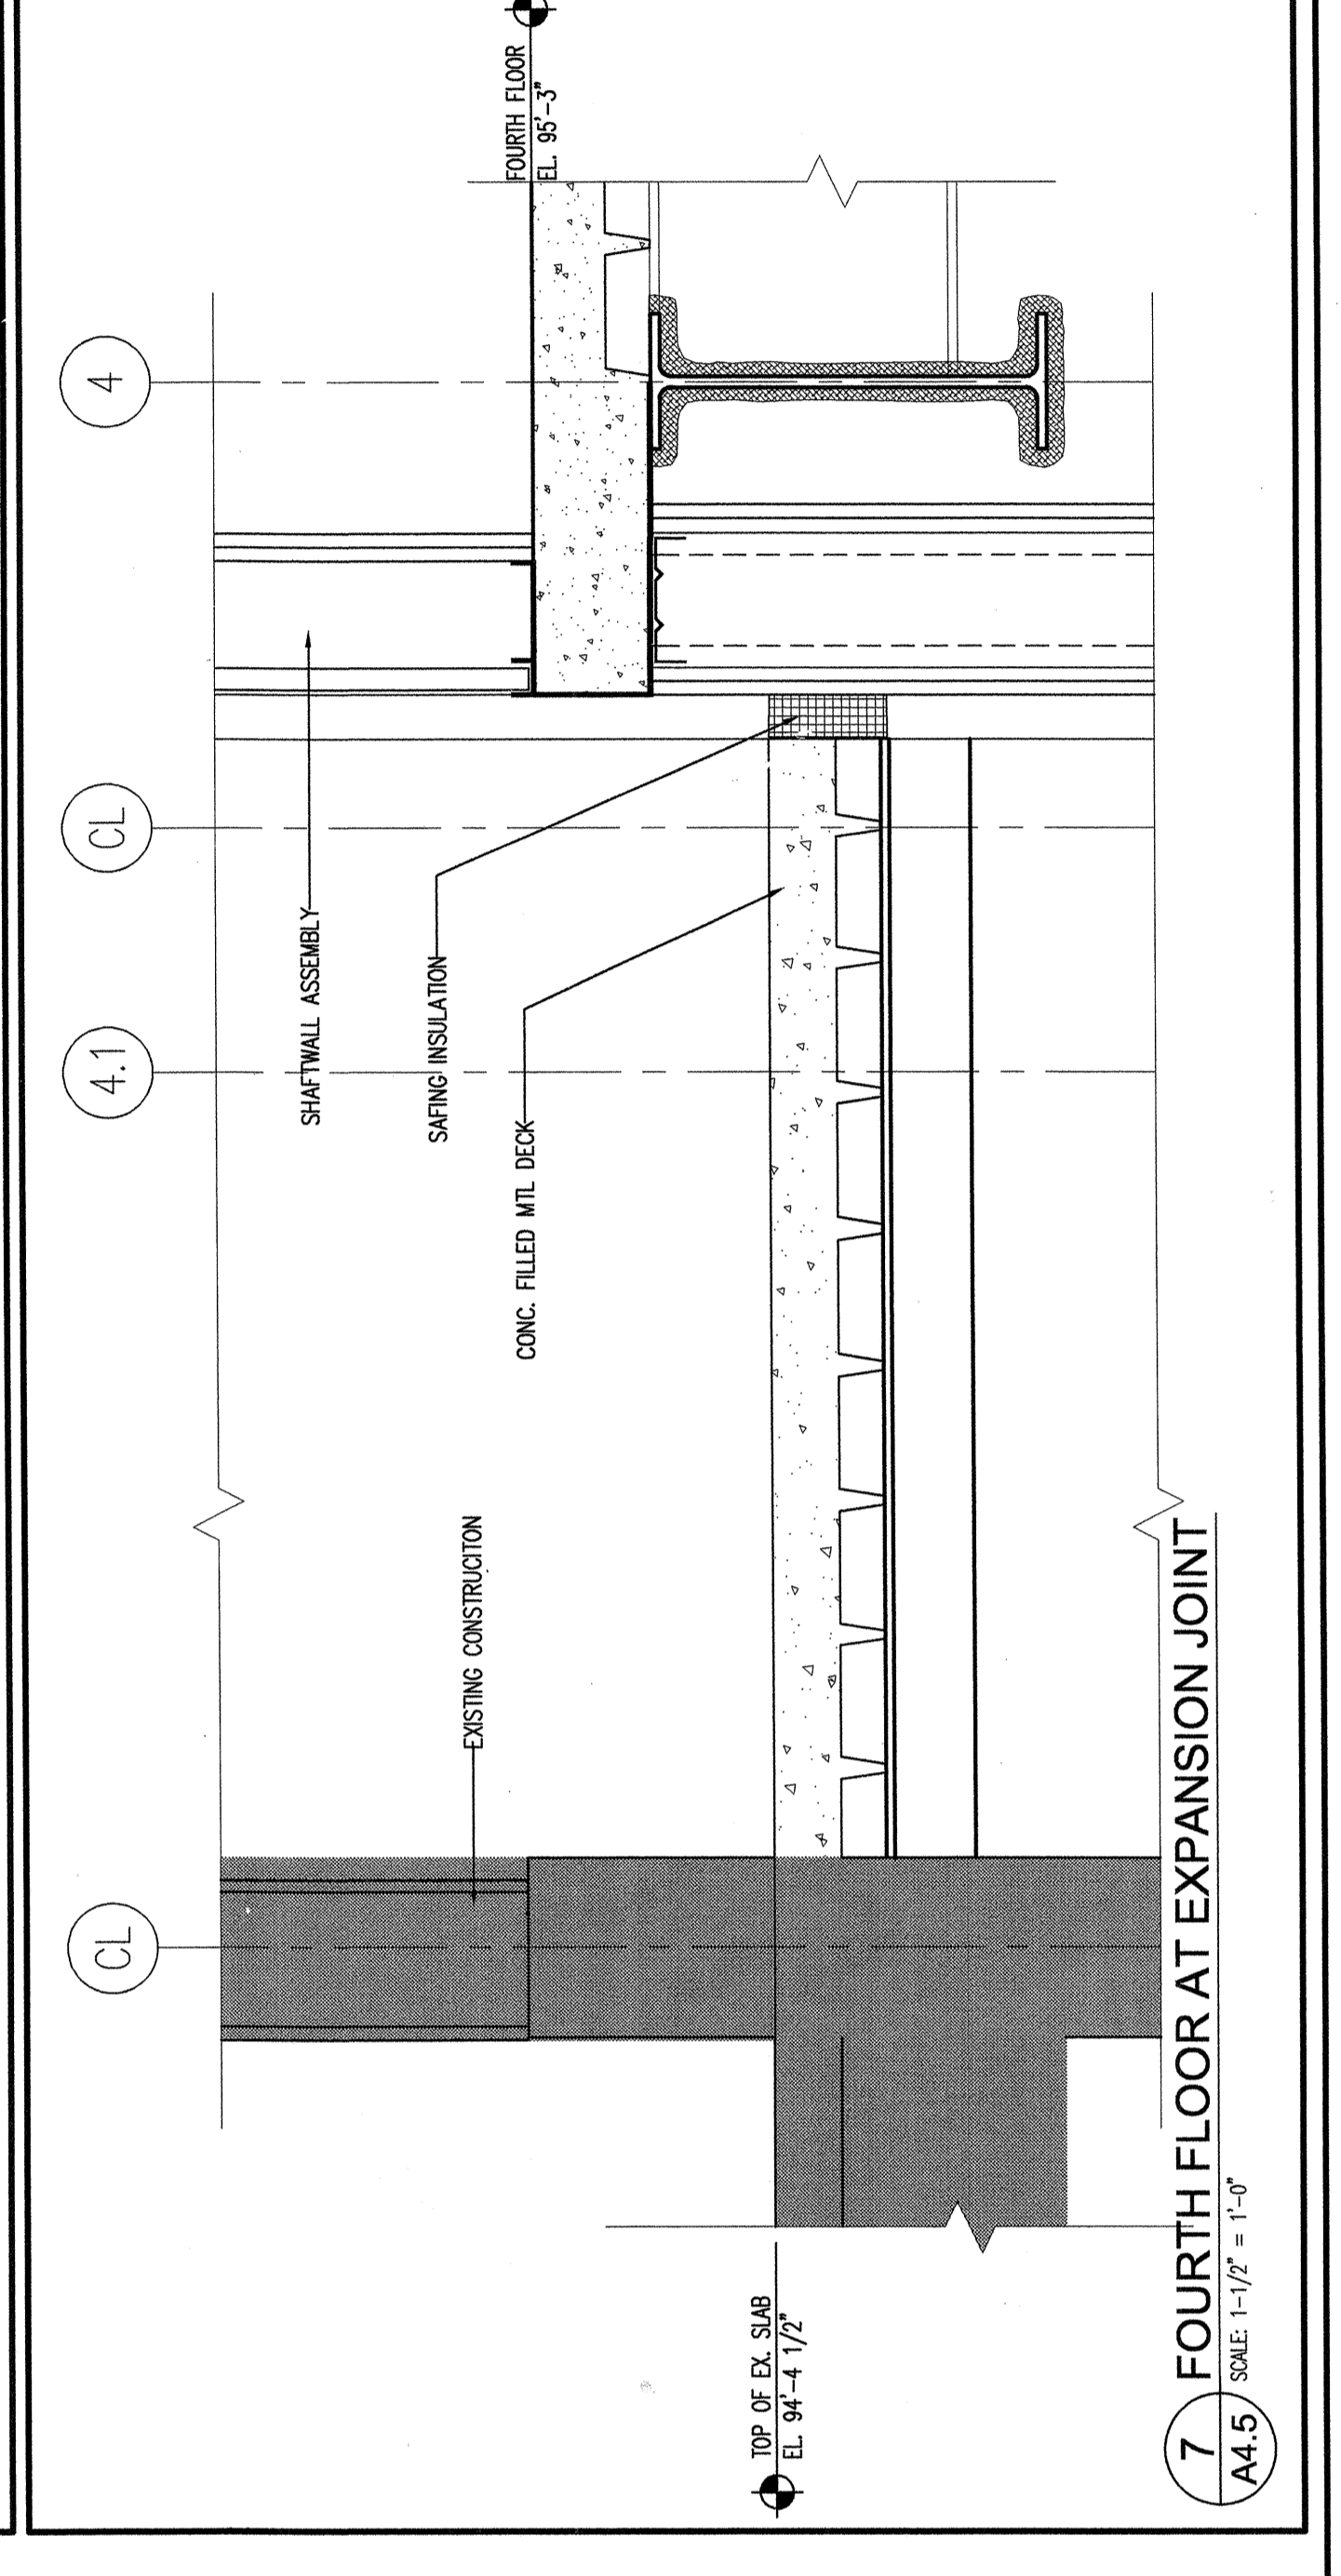 CL
4.1
CL
4
EXISTING CONSTRUCITON
SHAFTWALL ASSEMBLY
SAFING INSULATION
CONC. FILLED MTL DECK
FOURTH FLOOR
EL. 95'-3"
TOP OF EX. SLAB
EL. 94'-4 1/2"
7
A4.5
FOURTH FLOOR AT EXPANSION JOINT
SCALE: 1-1/2" = 1'-0"